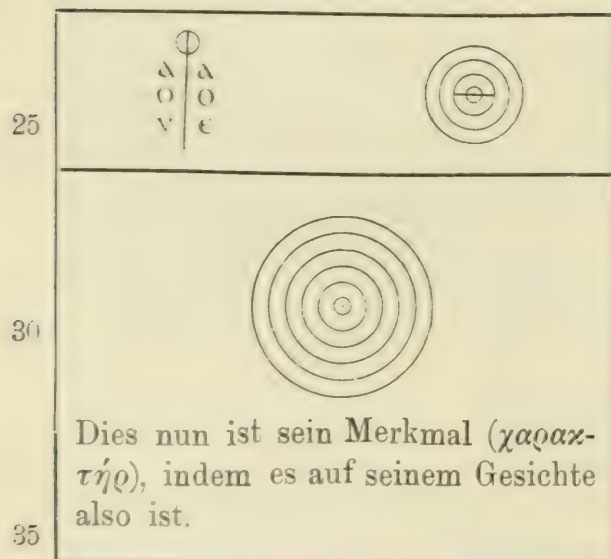 ⲁ ⲁ
ⲟ ⲟ
ⲩ ⲉ
25
30
Dies nun ist sein Merkmal (χαρακ-
τήρ), indem es auf seinem Gesichte
also ist.
35